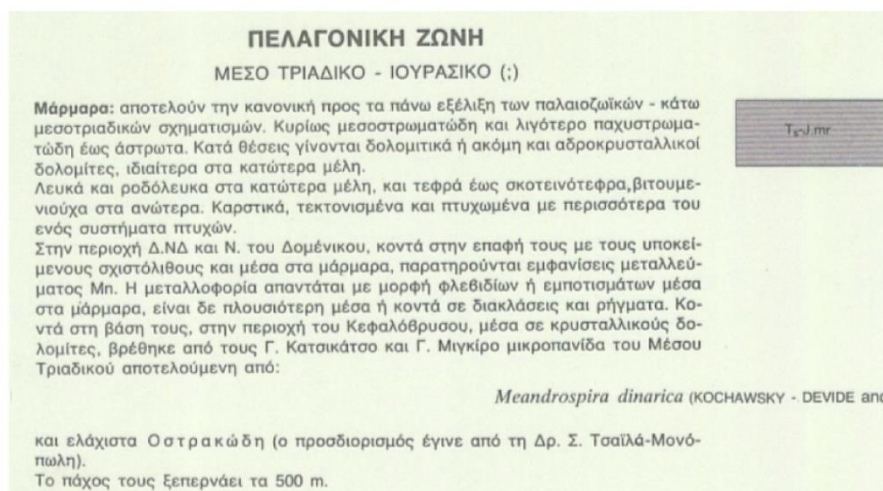 ΠΕΛΑΓΟΝΙΚΗ ΖΩΝΗ
ΜΕΣΟ ΤΡΙΑΔΙΚΟ - ΙΟΥΡΑΣΙΚΟ (;)
Μάρμαρα: αποτελούν την κανονική προς τα πάνω εξέλιξη των παλαιοζωϊκών - κάτω
μεσοτριαδικών σχηματισμών. Κυρίως μεσοστρωματώδη και λιγότερο παχυστρωμα-
τώδη έως άστρωτα. Κατά θέσεις γίνονται δολομιτικά ή ακόμη και αδροκρυσταλλικοί
δολομίτες, ιδιαίτερα στα κατώτερα μέλη.
Λευκά και ροδόλευκα στα κατώτερα μέλη, και τεφρά έως σκοτεινότεφρα,βιτουμε-
νιούχα στα ανώτερα. Καρστικά, τεκτονισμένα και πτυχωμένα με περισσότερα του
ενός συστήματα πτυχών.
Στην περιοχή Δ.ΝΔ και Ν. του Δομένικου, κοντά στην επαφή τους με τους υποκεί-
μενους σχιστόλιθους και μέσα στα μάρμαρα, παρατηρούνται εμφανίσεις μεταλλεύ-
ματος Μn. Η μεταλλοφορία απαντάται με μορφή φλεβιδίων ή εμποτισμάτων μέσα
στα μάρμαρα, είναι δε πλουσιότερη μέσα ή κοντά σε διακλάσεις και ρήγματα. Κο-
ντά στη βάση τους, στην περιοχή του Κεφαλόβρυσου, μέσα σε κρυσταλλικούς δο-
λομίτες, βρέθηκε από τους Γ. Κατσικάτσο και Γ. Μιγκίρο μικροπανίδα του Μέσου
Τριαδικού αποτελούμενη από:
Meandrospira dinarica (KOCHAWSKY - DEVIDE and
και ελάχιστα Οστρακώδη (ο προσδιορισμός έγινε από τη Δρ. Σ. Τσαϊλά-Μονό-
πωλη).
Το πάχος τους ξεπερνάει τα 500 m.